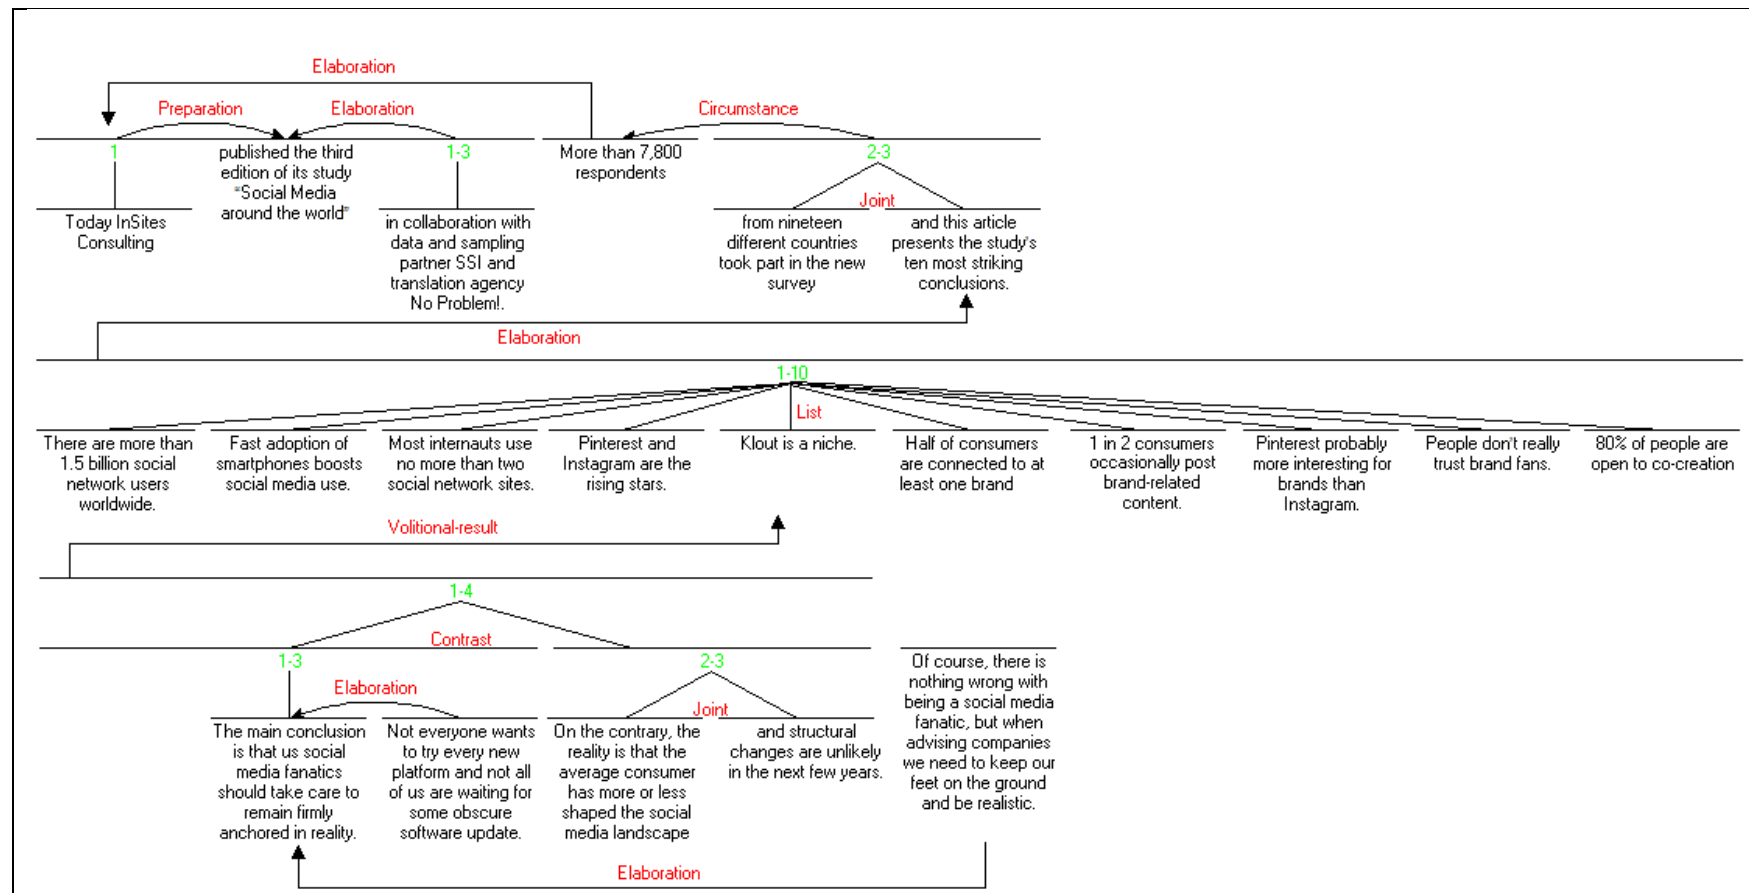 Elaboration
Preparation
Elaboration
Circumstance
1
published the third
edition of its study
"Social Media
around the world"
1-3
More than 7,800
respondents
2-3
Joint
Today InSites
Consulting
in collaboration with
data and sampling
partner SSI and
translation agency
No Problem!.
from nineteen
different countries
took part in the new
survey
and this article
presents the study's
ten most striking
conclusions.
Elaboration
1-10
List
There are more than
1.5 billion social
network users
worldwide.
Fast adoption of
smartphones boosts
social media use.
Most internauts use
no more than two
social network sites.
Pinterest and
Instagram are the
rising stars.
Klout is a niche.
Half of consumers
are connected to at
least one brand
1 in 2 consumers
occasionally post
brand-related
content.
Pinterest probably
more interesting for
brands than
Instagram.
People don't really
trust brand fans.
80% of people are
open to co-creation
Volitional-result
1-4
Contrast
1-3
2-3
Elaboration
Joint
The main conclusion
is that us social
media fanatics
should take care to
remain firmly
anchored in reality.
Not everyone wants
to try every new
platform and not all
of us are waiting for
some obscure
software update.
On the contrary, the
reality is that the
average consumer
has more or less
shaped the social
media landscape
and structural
changes are unlikely
in the next few years.
Of course, there is
nothing wrong with
being a social media
fanatic, but when
advising companies
we need to keep our
feet on the ground
and be realistic.
Elaboration